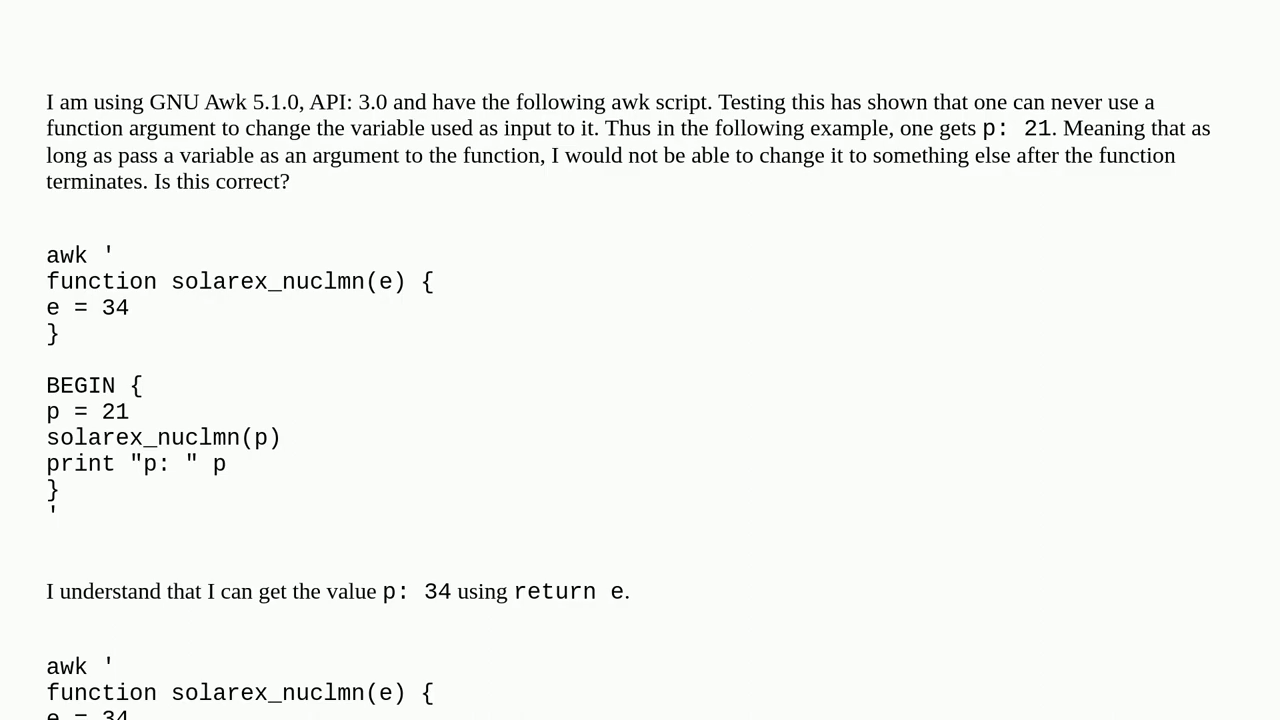 I am using GNU Awk 5.1.0, API: 3.0 and have the following awk script. Testing this has shown that one can never use a
function argument to change the variable used as input to it. Thus in the following example, one gets p: 21. Meaning that as
long as pass a variable as an argument to the function, I would not be able to change it to something else after the function
terminates. Is this correct?
awk '
function solarex_nuclmn(e) {
e = 34
}
BEGIN {
p = 21
solarex_nuclmn(p)
print "p: " p
}
'
I understand that I can get the value p: 34 using return e.
awk '
function solarex_nuclmn(e) {
e = 34